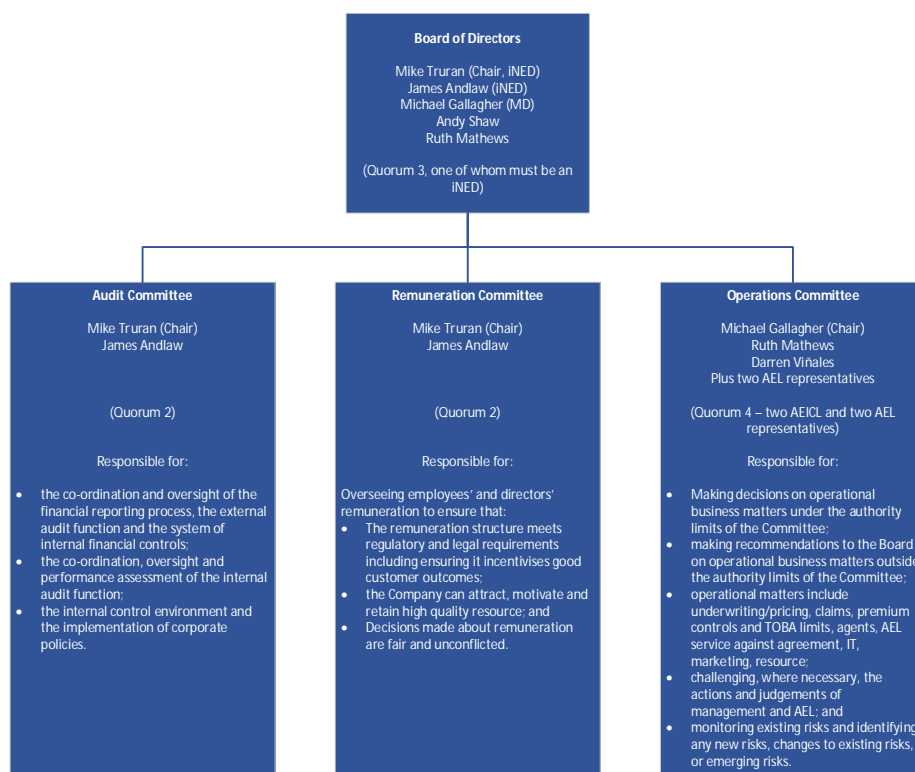 Board of Directors
Mike Truran (Chair, iNED)
James Andlaw (iNED)
Michael Gallagher (MD)
Andy Shaw
Ruth Mathews
(Quorum 3, one of whom must be an
iNED)
Audit Committee
Mike Truran (Chair)
James Andlaw
(Quorum 2)
Responsible for:
• the co-ordination and oversight of the
financial reporting process, the external
audit function and the system of
internal financial controls;
• the co-ordination, oversight and
performance assessment of the internal
audit function;
• the internal control environment and
the implementation of corporate
policies.
Remuneration Committee
Mike Truran (Chair)
James Andlaw
(Quorum 2)
Responsible for:
Overseeing employees’ and directors’
remuneration to ensure that:
• The remuneration structure meets
regulatory and legal requirements
including ensuring it incentivises good
customer outcomes;
• the Company can attract, motivate and
retain high quality resource; and
• Decisions made about remuneration
are fair and unconflicted.
Operations Committee
Michael Gallagher (Chair)
Ruth Mathews
Darren Viñales
Plus two AEL representatives
(Quorum 4 – two AEICL and two AEL
representatives)
Responsible for:
• Making decisions on operational
business matters under the authority
limits of the Committee;
• making recommendations to the Board
on operational business matters outside
the authority limits of the Committee;
• operational matters include
underwriting/pricing, claims, premium
controls and TOBA limits, agents, AEL
service against agreement, IT,
marketing, resource;
• challenging, where necessary, the
actions and judgements of
management and AEL; and
• monitoring existing risks and identifying
any new risks, changes to existing risks,
or emerging risks.